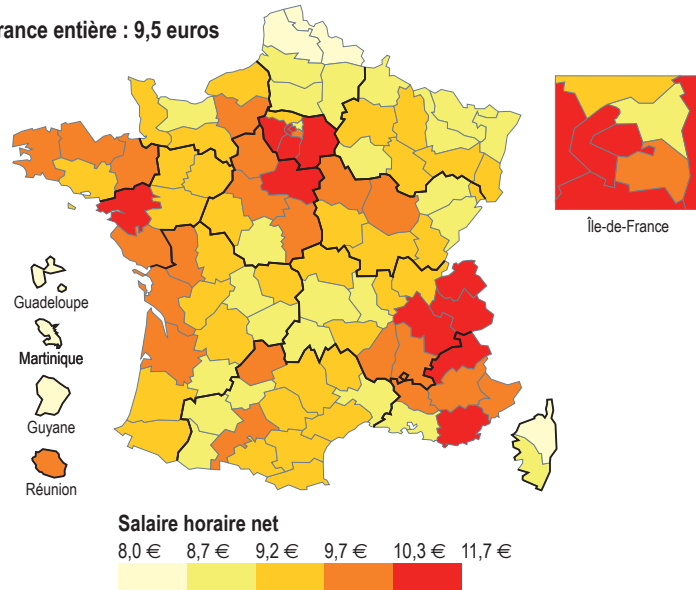 rance entière : 9,5 euros
Île-de-France
Guadeloupe
Martinique
Guyane
Réunion
Salaire horaire net
8,0 € 8,7 € 9,2 € 9,7 € 10,3 € 11,7 €